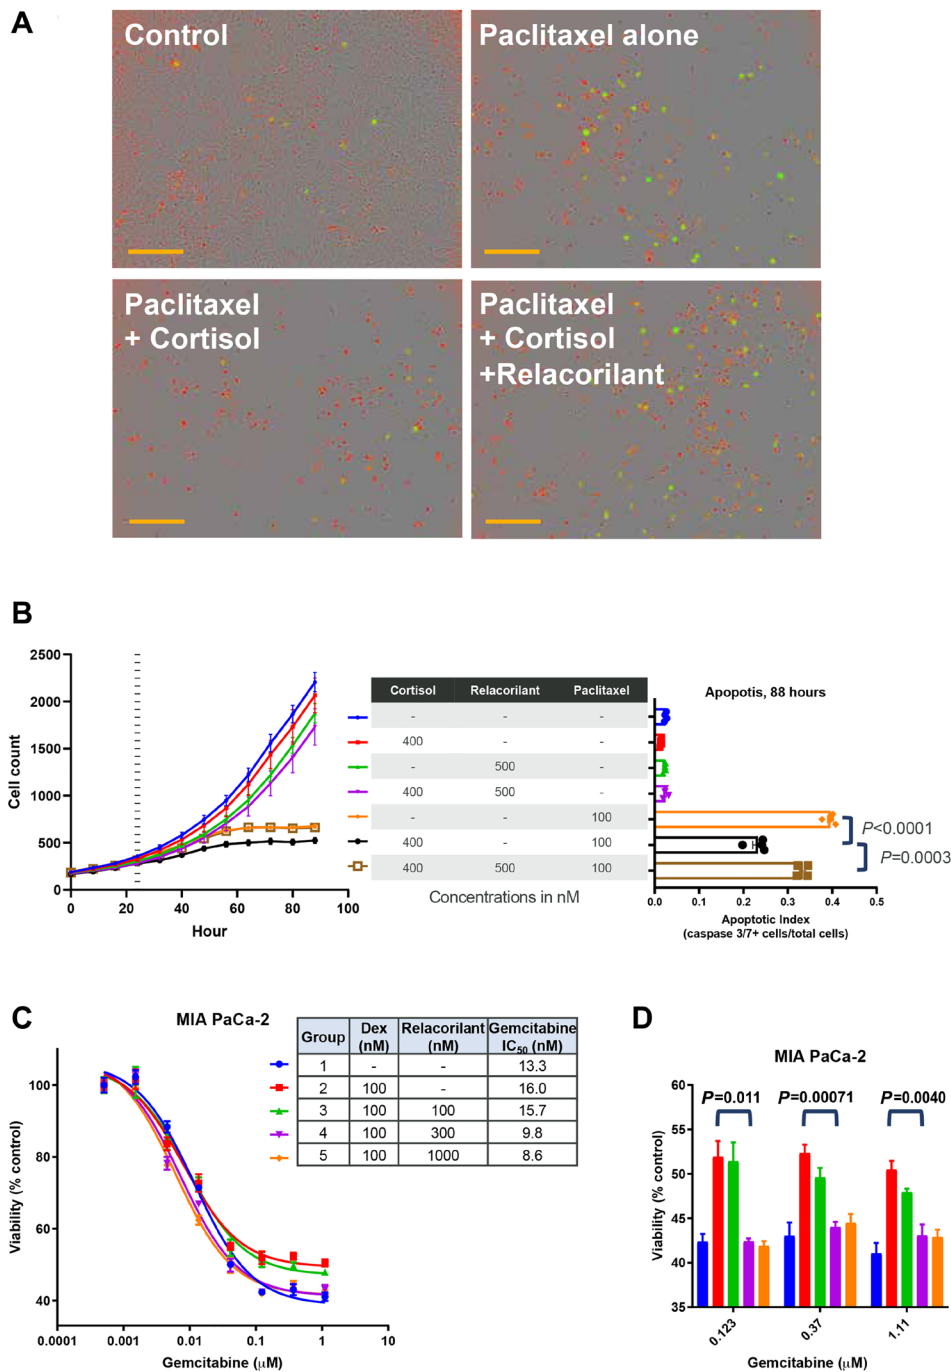 A
Control
Paclitaxel alone
Paclitaxel
+ Cortisol
Paclitaxel
+ Cortisol
+Relacorilant
B
2500
2000
1500
1000
500
0
Cell count
0 20 40 60 80 100
Hour
Cortisol Relacorilant Paclitaxel
- - -
400 - -
- 500 -
400 500 -
- - 100
400 - 100
400 500 100
Concentrations in nM
Apopotis, 88 hours
P<0.0001
P=0.0003
0.0 0.1 0.2 0.3 0.4 0.5
Apoptotic Index
(caspase 3/7+ cells/total cells)
C
MIA PaCa-2
Group Dex (nM) Relacorilant (nM) Gemcitabine IC50 (nM)
1 - - 13.3
2 100 - 16.0
3 100 100 15.7
4 100 300 9.8
5 100 1000 8.6
100
80
60
40
Viability (% control)
0.0001 0.001 0.01 0.1 1 10
Gemcitabine (μM)
D
MIA PaCa-2
P=0.011 P=0.00071 P=0.0040
60
55
50
45
40
35
Viability (% control)
0.123 0.37 1.11
Gemcitabine (μM)